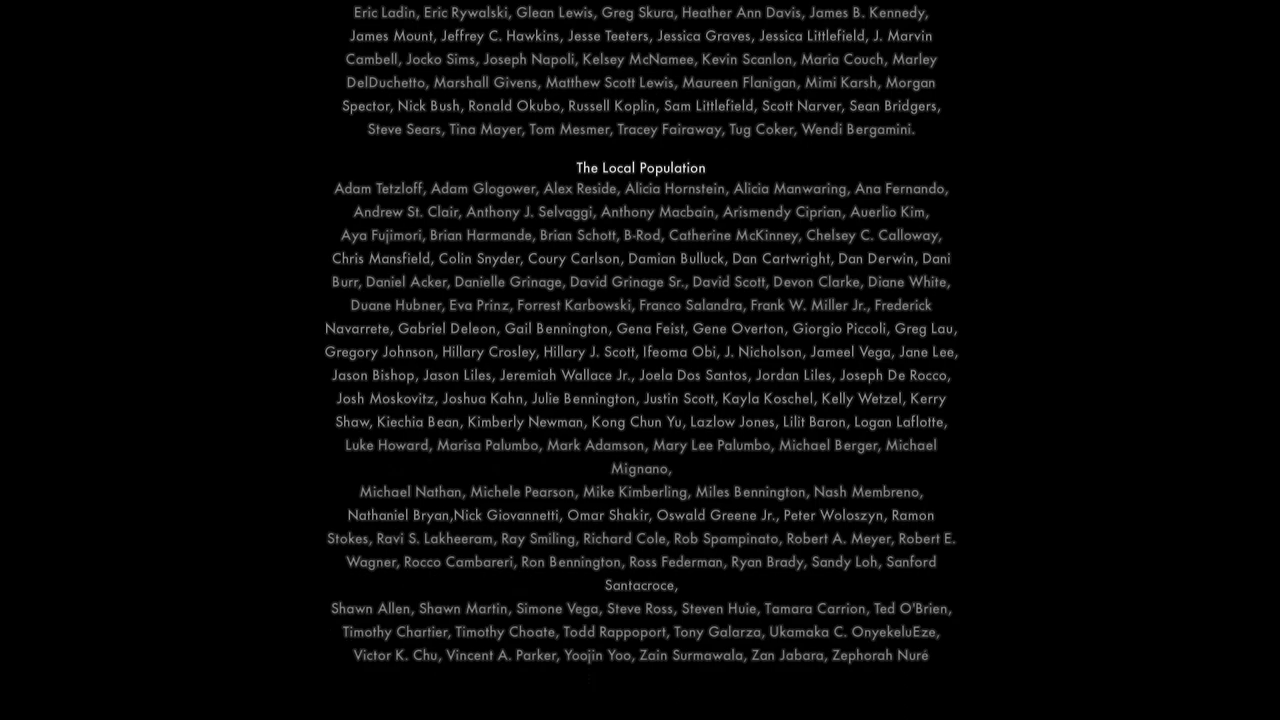 Eric Ladin, Eric Rywalski, Glean Lewis, Greg Skura, Heather Ann Davis, James B. Kennedy,
James Mount, Jeffrey C. Hawkins, Jesse Teeters, Jessica Graves, Jessica Littlefield, J. Marvin
Cambell, Jocko Sims, Joseph Napoli, Kelsey McNamee, Kevin Scanlon, Maria Couch, Marley
DelDuchetto, Marshall Givens, Matthew Scott Lewis, Maureen Flanigan, Mimi Karsh, Morgan
Spector, Nick Bush, Ronald Okubo, Russell Koplin, Sam Littlefield, Scott Narver, Sean Bridgers,
Steve Sears, Tina Mayer, Tom Mesmer, Tracey Fairaway, Tug Coker, Wendi Bergamini.
The Local Population
Adam Tetzloff, Adam Glogower, Alex Reside, Alicia Hornstein, Alicia Manwaring, Ana Fernando,
Andrew St. Clair, Anthony J. Selvaggi, Anthony Macbain, Arismendy Ciprian, Auerlio Kim,
Aya Fujimori, Brian Harmande, Brian Schott, B-Rod, Catherine McKinney, Chelsey C. Calloway,
Chris Mansfield, Colin Snyder, Coury Carlson, Damian Bulluck, Dan Cartwright, Dan Derwin, Dani
Burr, Daniel Acker, Danielle Grinage, David Grinage Sr., David Scott, Devon Clarke, Diane White,
Duane Hubner, Eva Prinz, Forrest Karbowski, Franco Salandra, Frank W. Miller Jr., Frederick
Navarrete, Gabriel Deleon, Gail Bennington, Gena Feist, Gene Overton, Giorgio Piccoli, Greg Lau,
Gregory Johnson, Hillary Crosley, Hillary J. Scott, Ifeoma Obi, J. Nicholson, Jameel Vega, Jane Lee,
Jason Bishop, Jason Liles, Jeremiah Wallace Jr., Joela Dos Santos, Jordan Liles, Joseph De Rocco,
Josh Moskovitz, Joshua Kahn, Julie Bennington, Justin Scott, Kayla Koschel, Kelly Wetzel, Kerry
Shaw, Kiechia Bean, Kimberly Newman, Kong Chun Yu, Lazlow Jones, Lilit Baron, Logan Laflotte,
Luke Howard, Marisa Palumbo, Mark Adamson, Mary Lee Palumbo, Michael Berger, Michael
Mignano,
Michael Nathan, Michele Pearson, Mike Kimberling, Miles Bennington, Nash Membreno,
Nathaniel Bryan,Nick Giovannetti, Omar Shakir, Oswald Greene Jr., Peter Woloszyn, Ramon
Stokes, Ravi S. Lakheeram, Ray Smiling, Richard Cole, Rob Spampinato, Robert A. Meyer, Robert E.
Wagner, Rocco Cambareri, Ron Bennington, Ross Federman, Ryan Brady, Sandy Loh, Sanford
Santacroce,
Shawn Allen, Shawn Martin, Simone Vega, Steve Ross, Steven Huie, Tamara Carrion, Ted O'Brien,
Timothy Chartier, Timothy Choate, Todd Rappoport, Tony Galarza, Ukamaka C. OnyekeluEze,
Victor K. Chu, Vincent A. Parker, Yoojin Yoo, Zain Surmawala, Zan Jabara, Zephorah Nuré